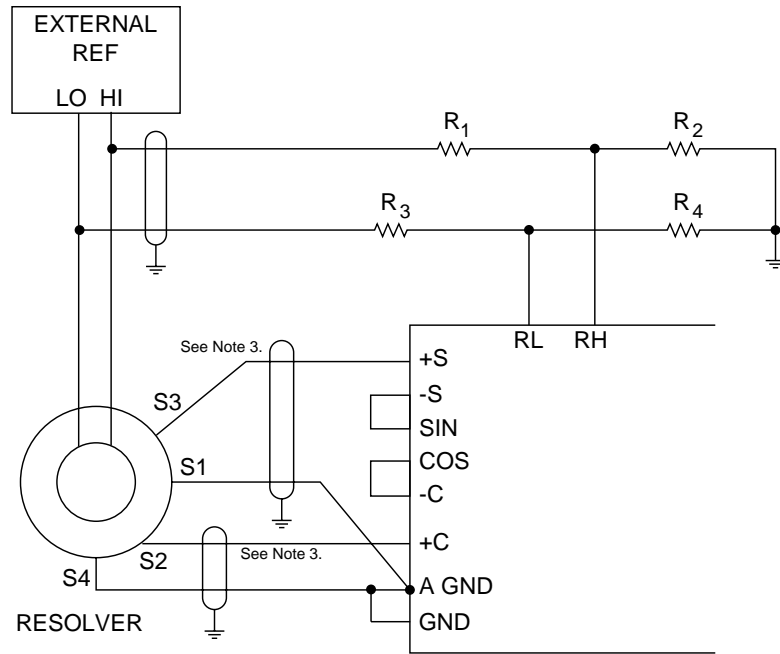 EXTERNAL
REF
LO HI
R1
R2
R3
R4
RL RH
See Note 3.
+S
-S
SIN
COS
-C
+C
A GND
GND
S3
S1
S2
See Note 3.
S4
RESOLVER